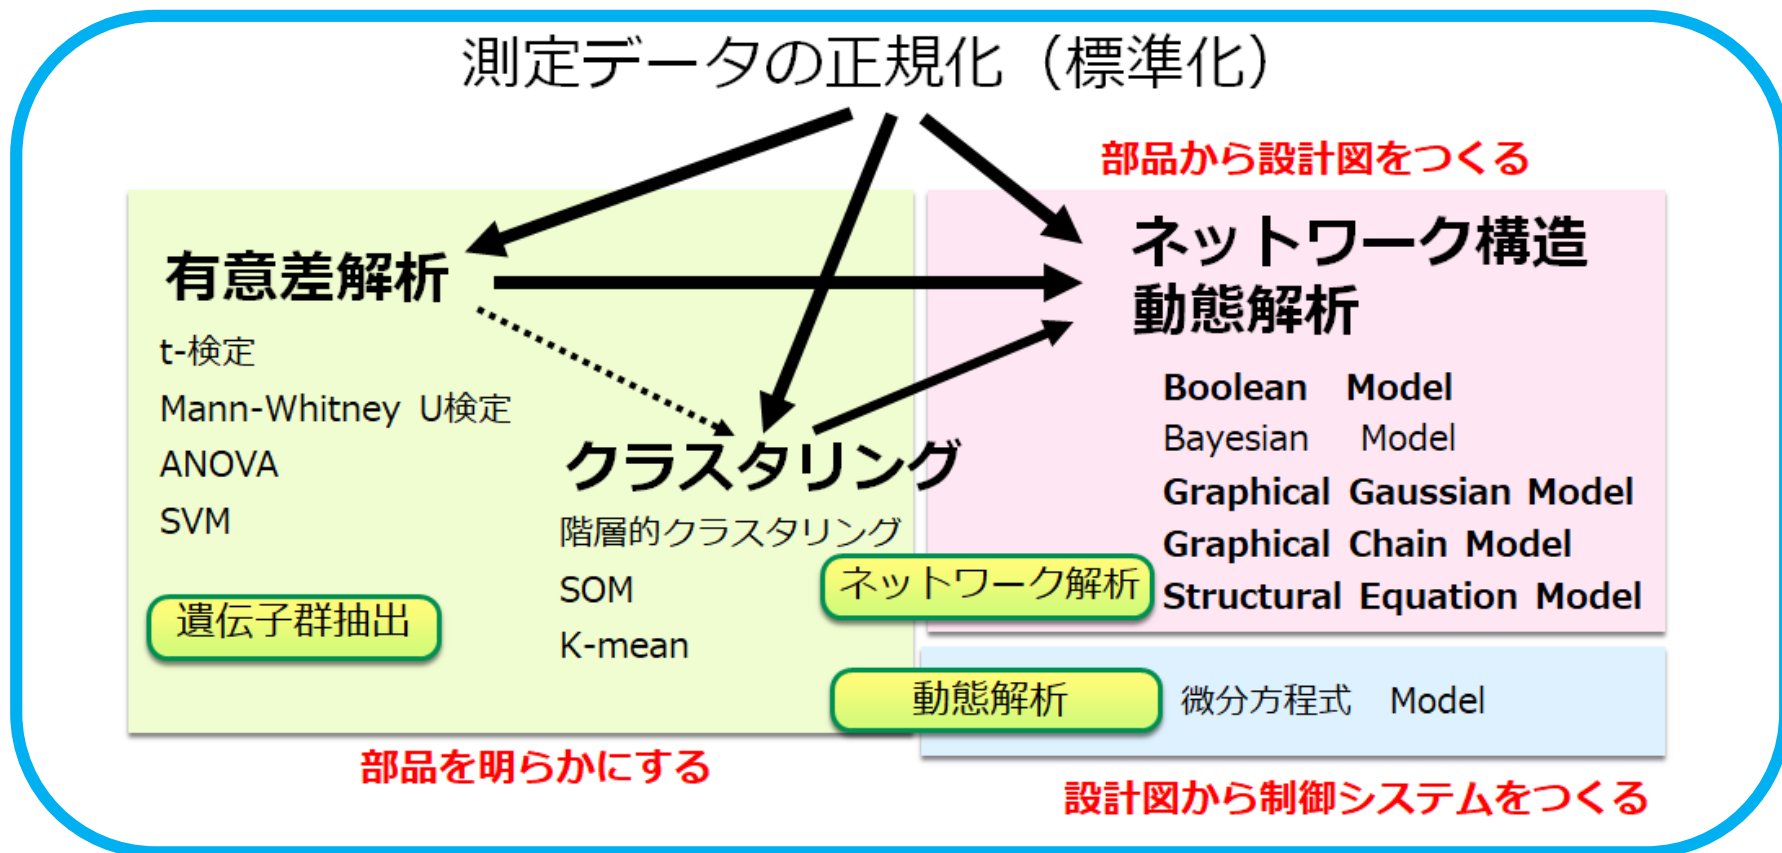 測定データの正規化（標準化）
部品から設計図をつくる
有意差解析
t-検定
Mann-Whitney U検定
ANOVA
SVM
遺伝子群抽出
クラスタリング
階層的クラスタリング
SOM
K-mean
部品を明らかにする
ネットワーク構造
動態解析
Boolean Model
Bayesian Model
Graphical Gaussian Model
Graphical Chain Model
Structural Equation Model
ネットワーク解析
動態解析
微分方程式 Model
設計図から制御システムをつくる